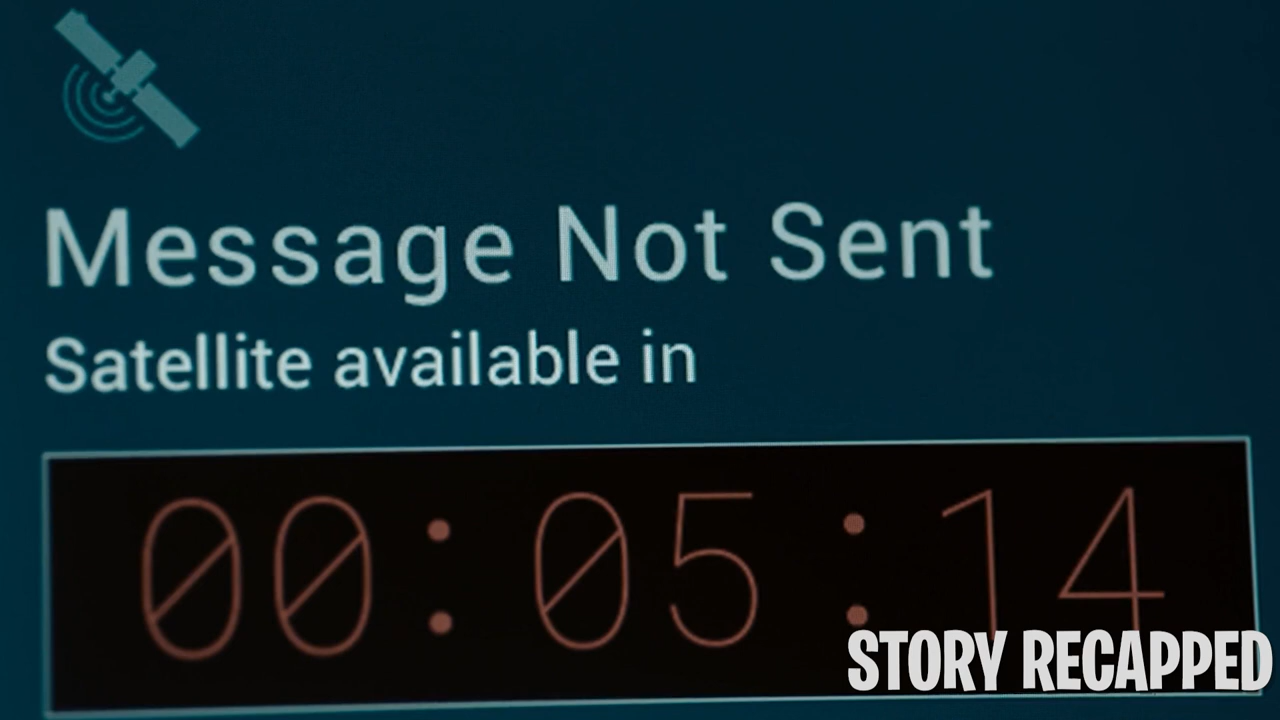 Message Not Sent
Satellite available in
00:05:14
STORY RECAPPED